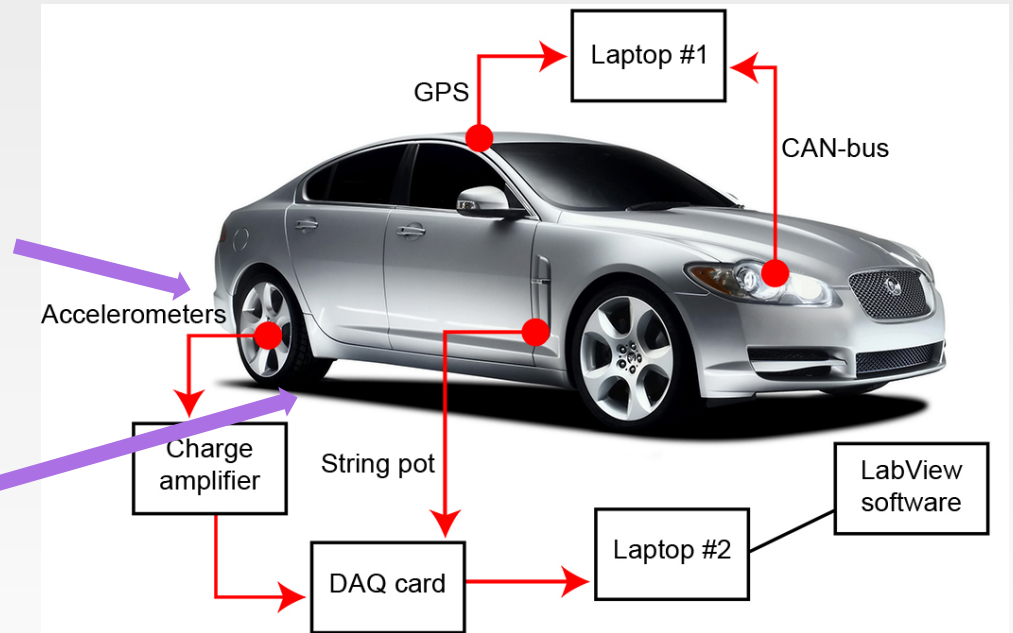 Laptop #1
GPS
CAN-bus
Accelerometers
Charge
amplifier
String pot
LabView
software
Laptop #2
DAQ card